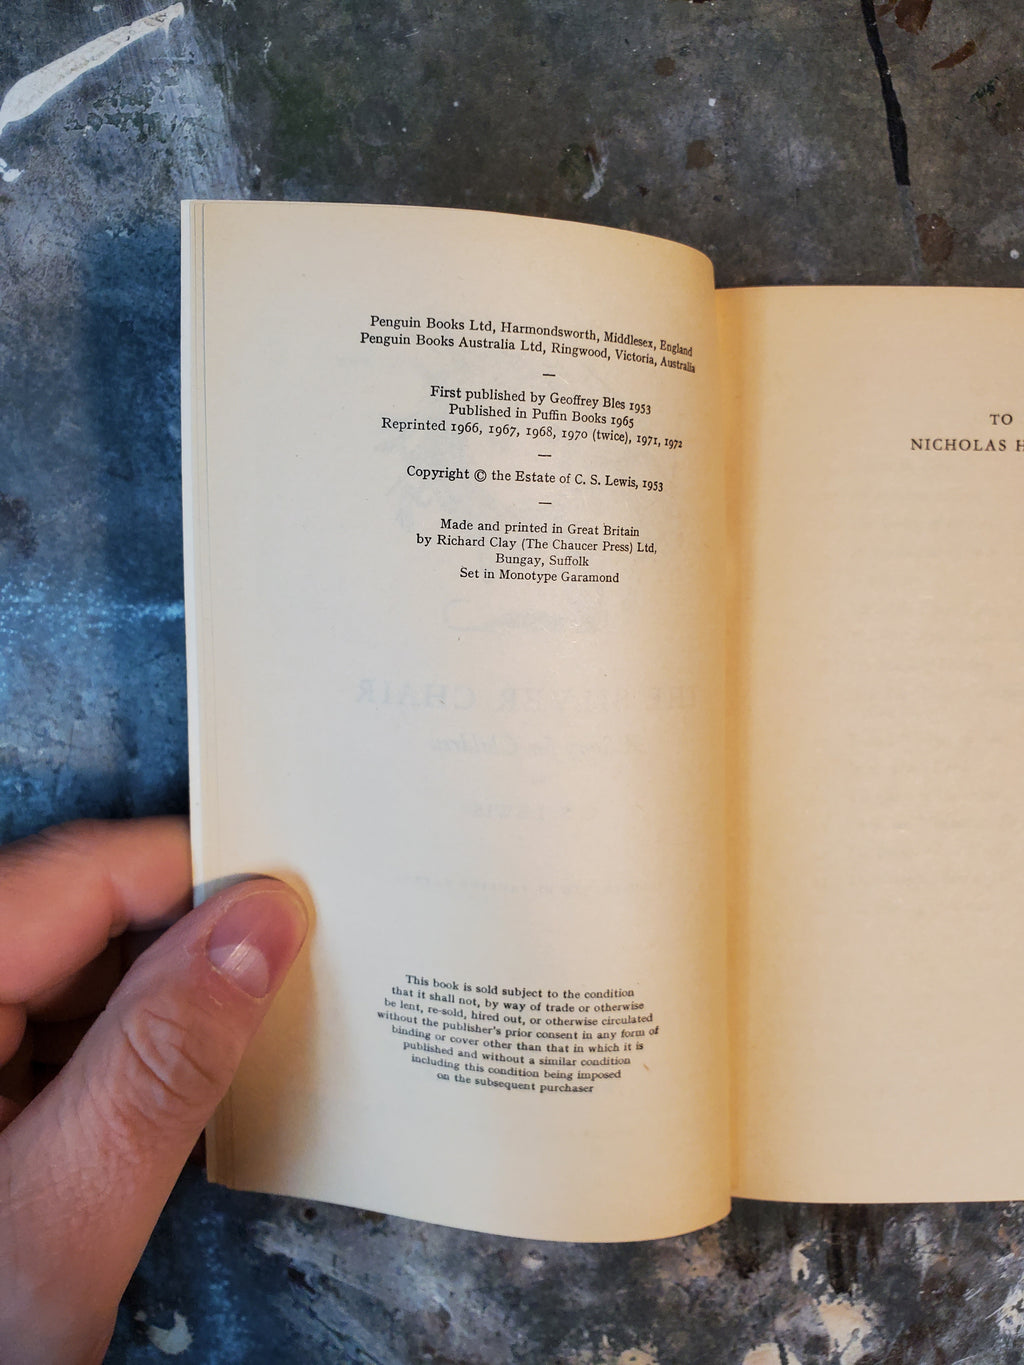 Penguin Books Ltd, Harmondsworth, Middlesex, England
Penguin Books Australia Ltd, Ringwood, Victoria, Australia
—
First published by Geoffrey Bles 1953
Published in Puffin Books 1965
Reprinted 1966, 1967, 1968, 1970 (twice), 1971, 1972
—
Copyright © the Estate of C. S. Lewis, 1953
—
Made and printed in Great Britain
by Richard Clay (The Chaucer Press) Ltd,
Bungay, Suffolk
Set in Monotype Garamond
This book is sold subject to the condition
that it shall not, by way of trade or otherwise
be lent, re-sold, hired out, or otherwise circulated
without the publisher's prior consent in any form of
binding or cover other than that in which it is
published and without a similar condition
including this condition being imposed
on the subsequent purchaser
TO
NICHOLAS H